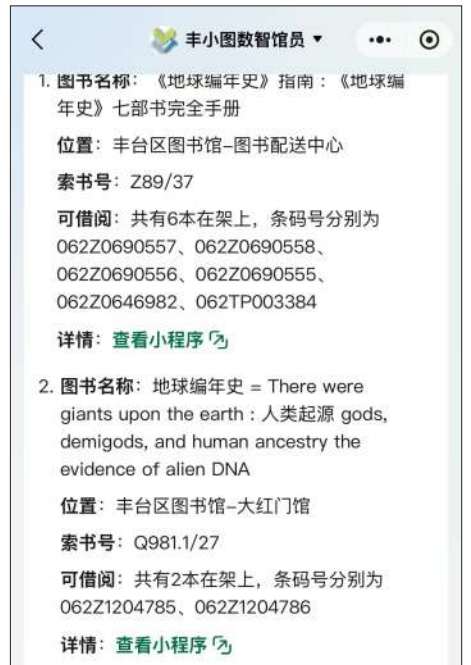 丰小图数智馆员
1. 图书名称：《地球编年史》指南：《地球编
年史》七部书完全手册
位置：丰台区图书馆-图书配送中心
索书号：Z89/37
可借阅：共有6本在架上，条码号分别为
062Z0690557、062Z0690558、
062Z0690556、062Z0690555、
062Z0646982、062TP003384
详情：查看小程序
2. 图书名称：地球编年史 = There were
giants upon the earth : 人类起源 gods,
demigods, and human ancestry the
evidence of alien DNA
位置：丰台区图书馆-大红门馆
索书号：Q981.1/27
可借阅：共有2本在架上，条码号分别为
062Z1204785、062Z1204786
详情：查看小程序